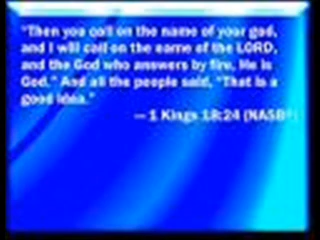 "Then you call on the name of your god,
and I will call on the name of the LORD,
and the God who answers by fire, He is
God." And all the people said, "That is a
good idea."
— 1 Kings 18:24 (NASB)